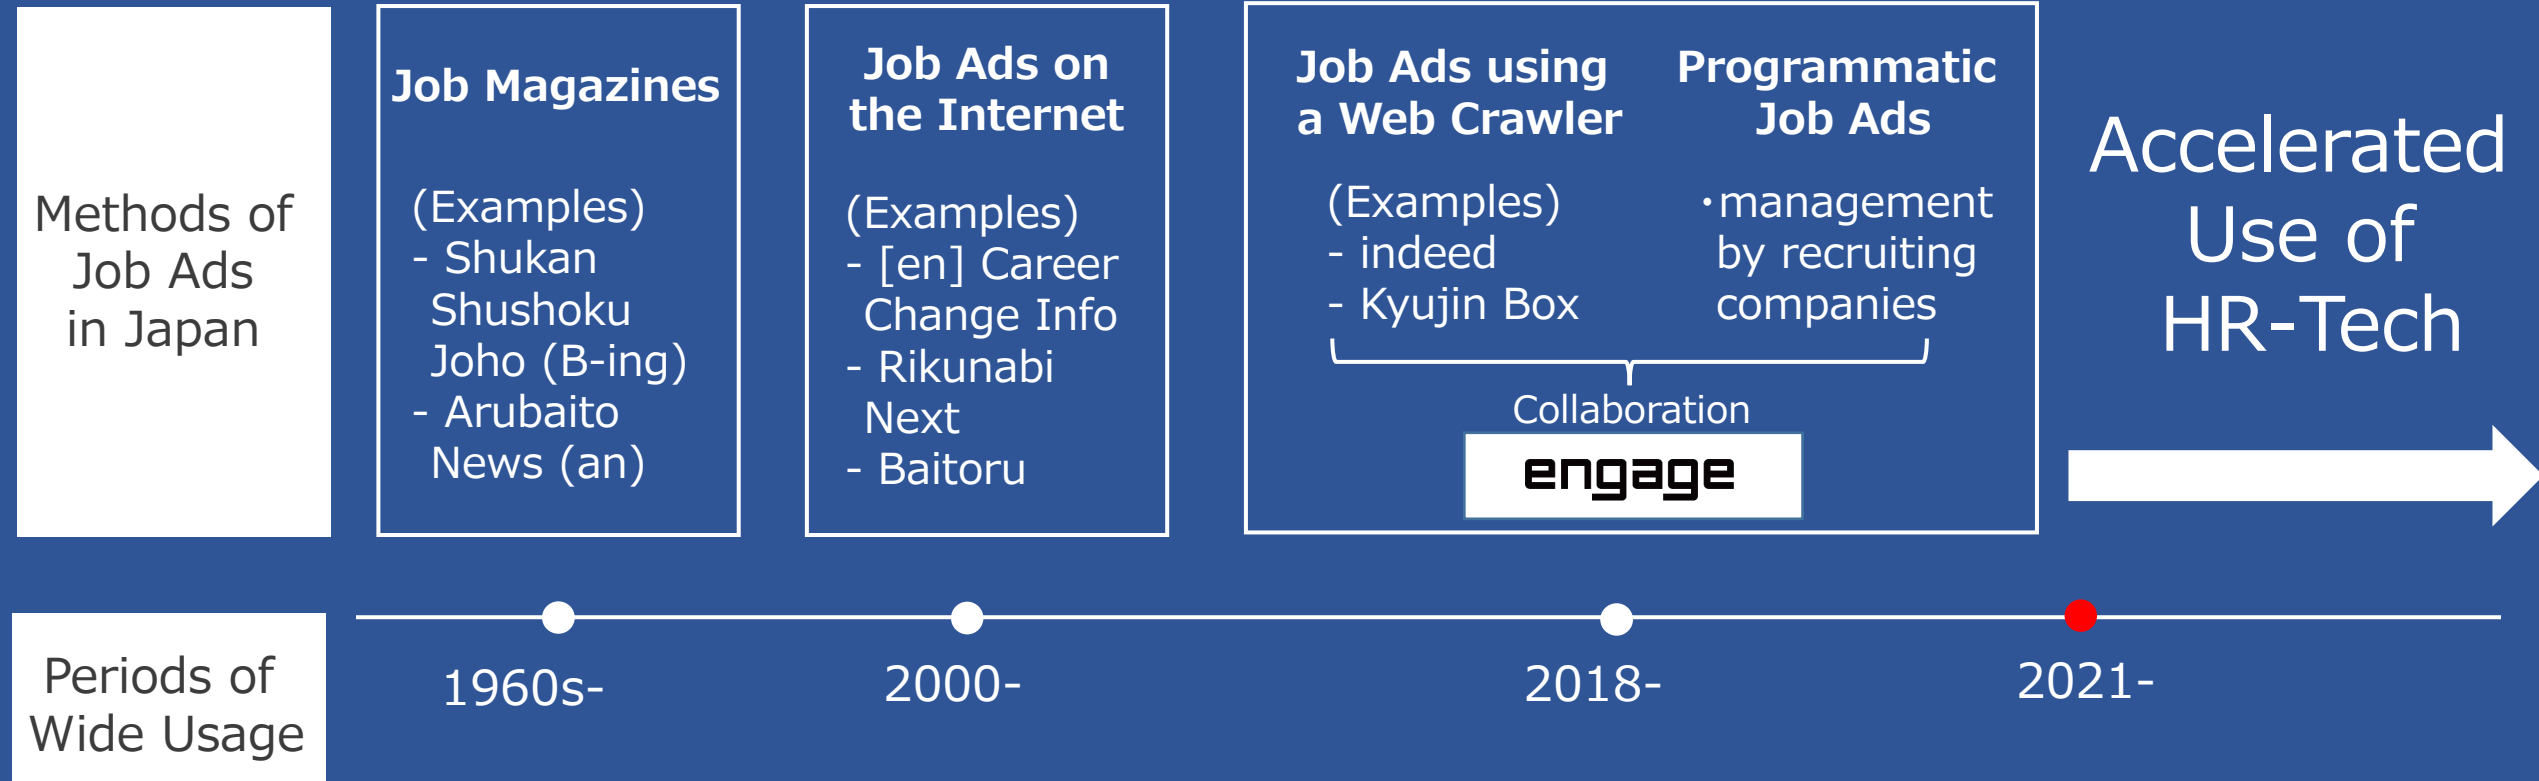 Methods of
Job Ads
in Japan
Job Magazines
(Examples)
- Shukan
Shushoku
Joho (B-ing)
- Arubaito
News (an)
Job Ads on
the Internet
(Examples)
- [en] Career
Change Info
- Rikunabi
Next
- Baitoru
Job Ads using
a Web Crawler
(Examples)
- indeed
- Kyujin Box
Programmatic
Job Ads
・management
by recruiting
companies
Collaboration
engage
Accelerated
Use of
HR-Tech
Periods of
Wide Usage
1960s-
2000-
2018-
2021-